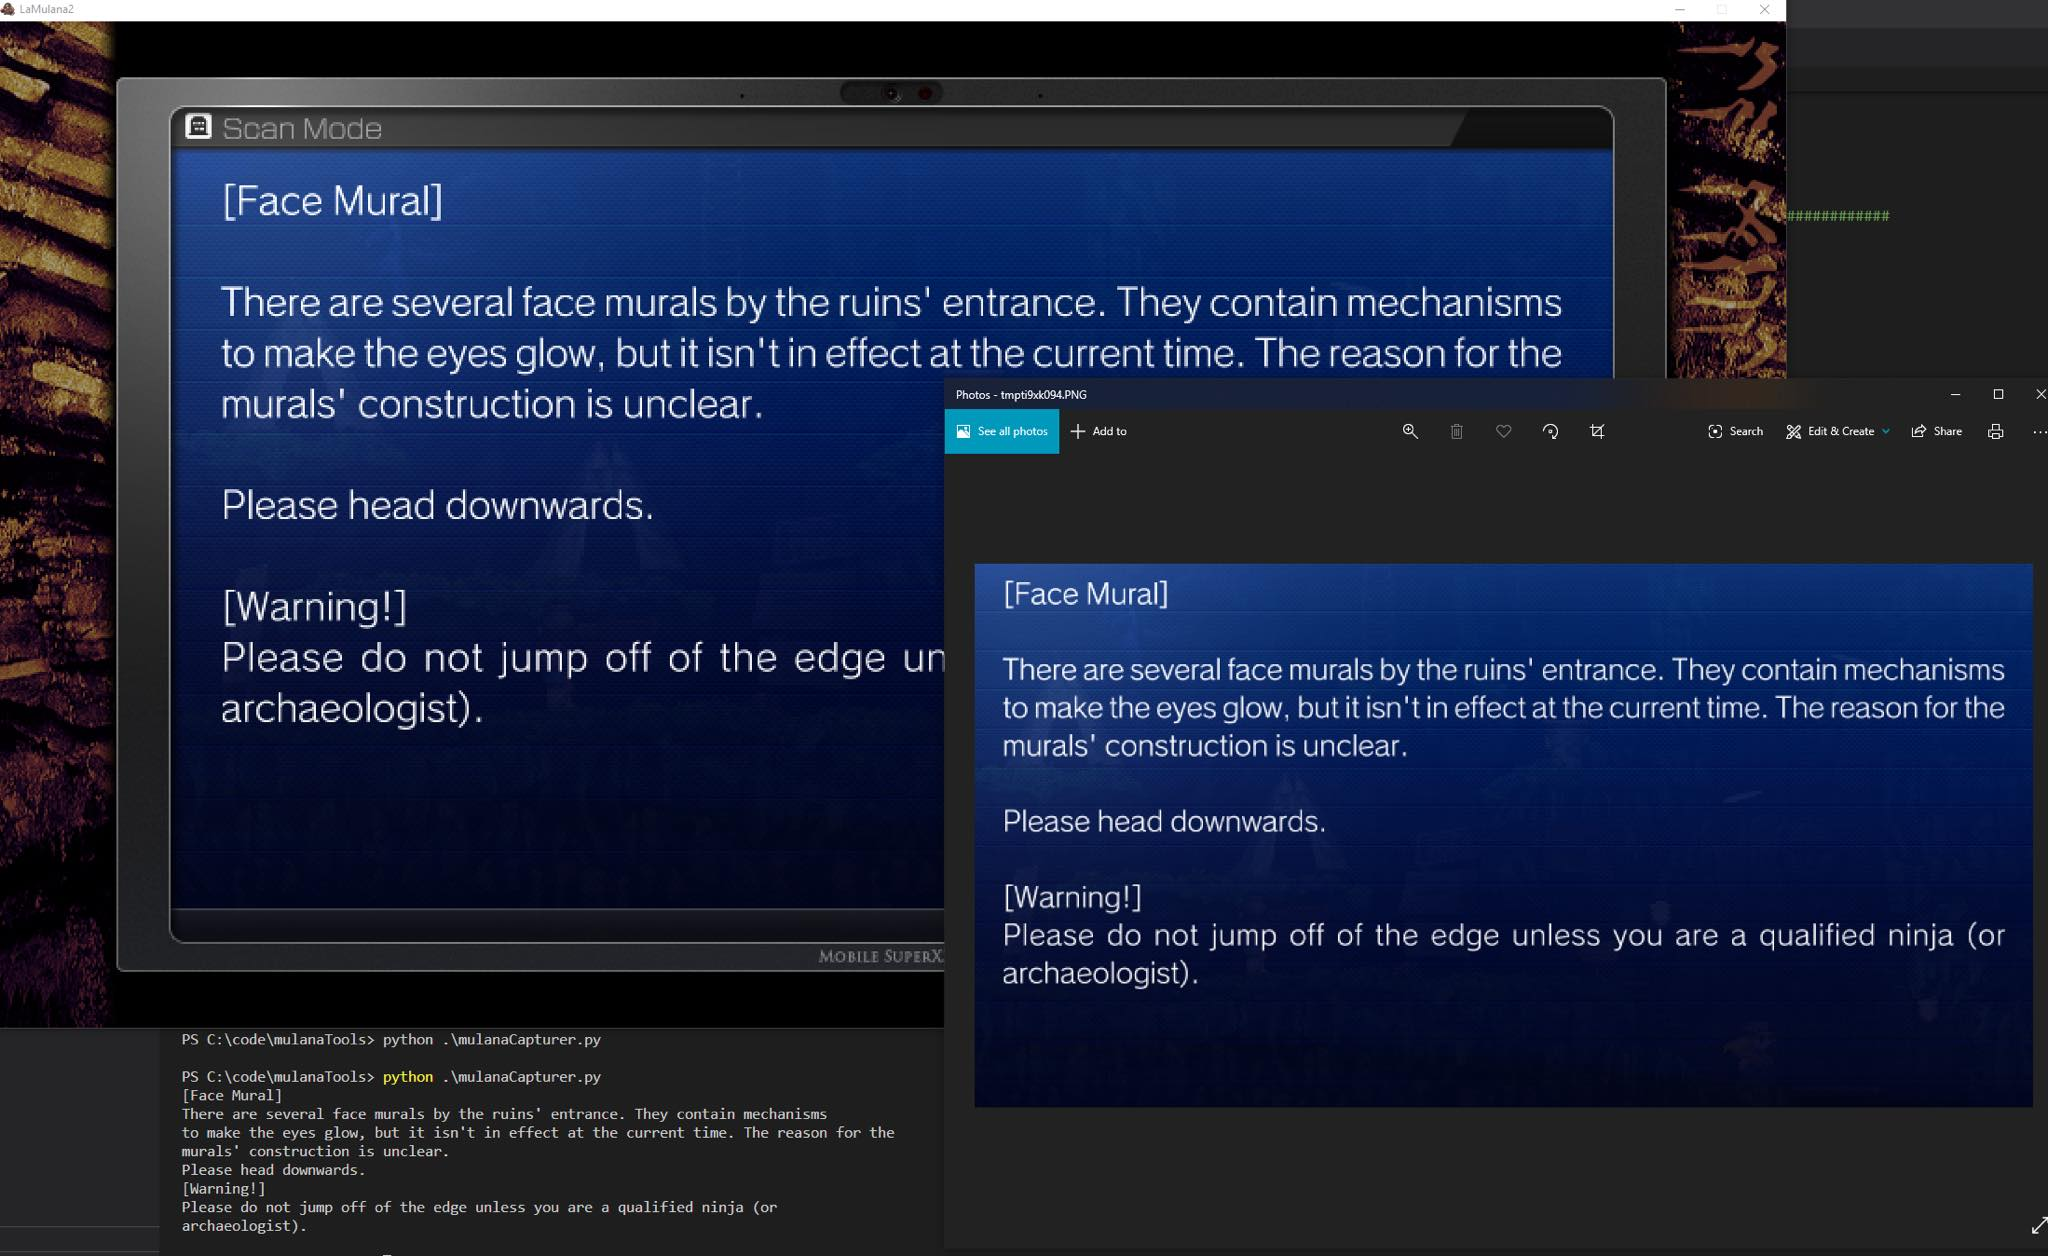 LaMulana2
Scan Mode
[Face Mural]
There are several face murals by the ruins' entrance. They contain mechanisms
to make the eyes glow, but it isn't in effect at the current time. The reason for the
murals' construction is unclear.
Please head downwards.
[Warning!]
Please do not jump off of the edge un
archaeologist).
MOBILE SUPERX
############
Photos - tmpti9xk094.PNG
See all photos
Add to
Search
Edit & Create
Share
[Face Mural]
There are several face murals by the ruins' entrance. They contain mechanisms
to make the eyes glow, but it isn't in effect at the current time. The reason for the
murals' construction is unclear.
Please head downwards.
[Warning!]
Please do not jump off of the edge unless you are a qualified ninja (or
archaeologist).
PS C:\code\mulanaTools> python .\mulanaCapturer.py
PS C:\code\mulanaTools> python .\mulanaCapturer.py
[Face Mural]
There are several face murals by the ruins' entrance. They contain mechanisms
to make the eyes glow, but it isn't in effect at the current time. The reason for the
murals' construction is unclear.
Please head downwards.
[Warning!]
Please do not jump off of the edge unless you are a qualified ninja (or
archaeologist).